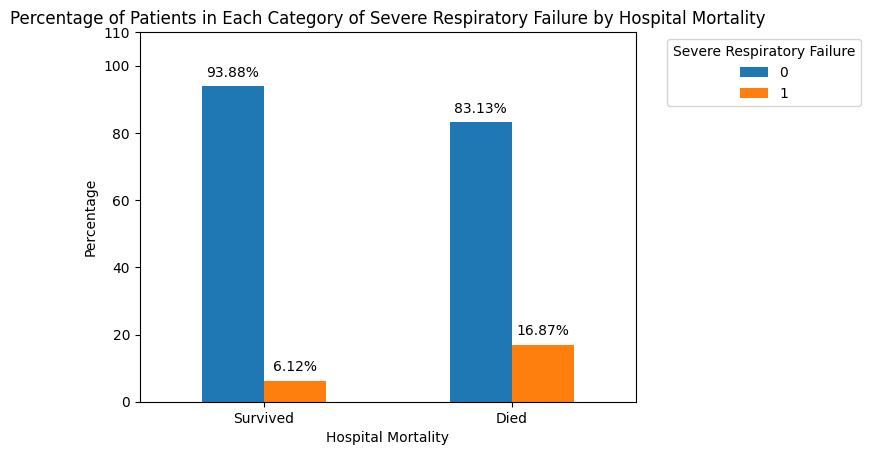 Percentage of Patients in Each Category of Severe Respiratory Failure by Hospital Mortality
110
100
80
60
40
20
0
Percentage
93.88%
6.12%
83.13%
16.87%
Survived
Died
Hospital Mortality
Severe Respiratory Failure
0
1